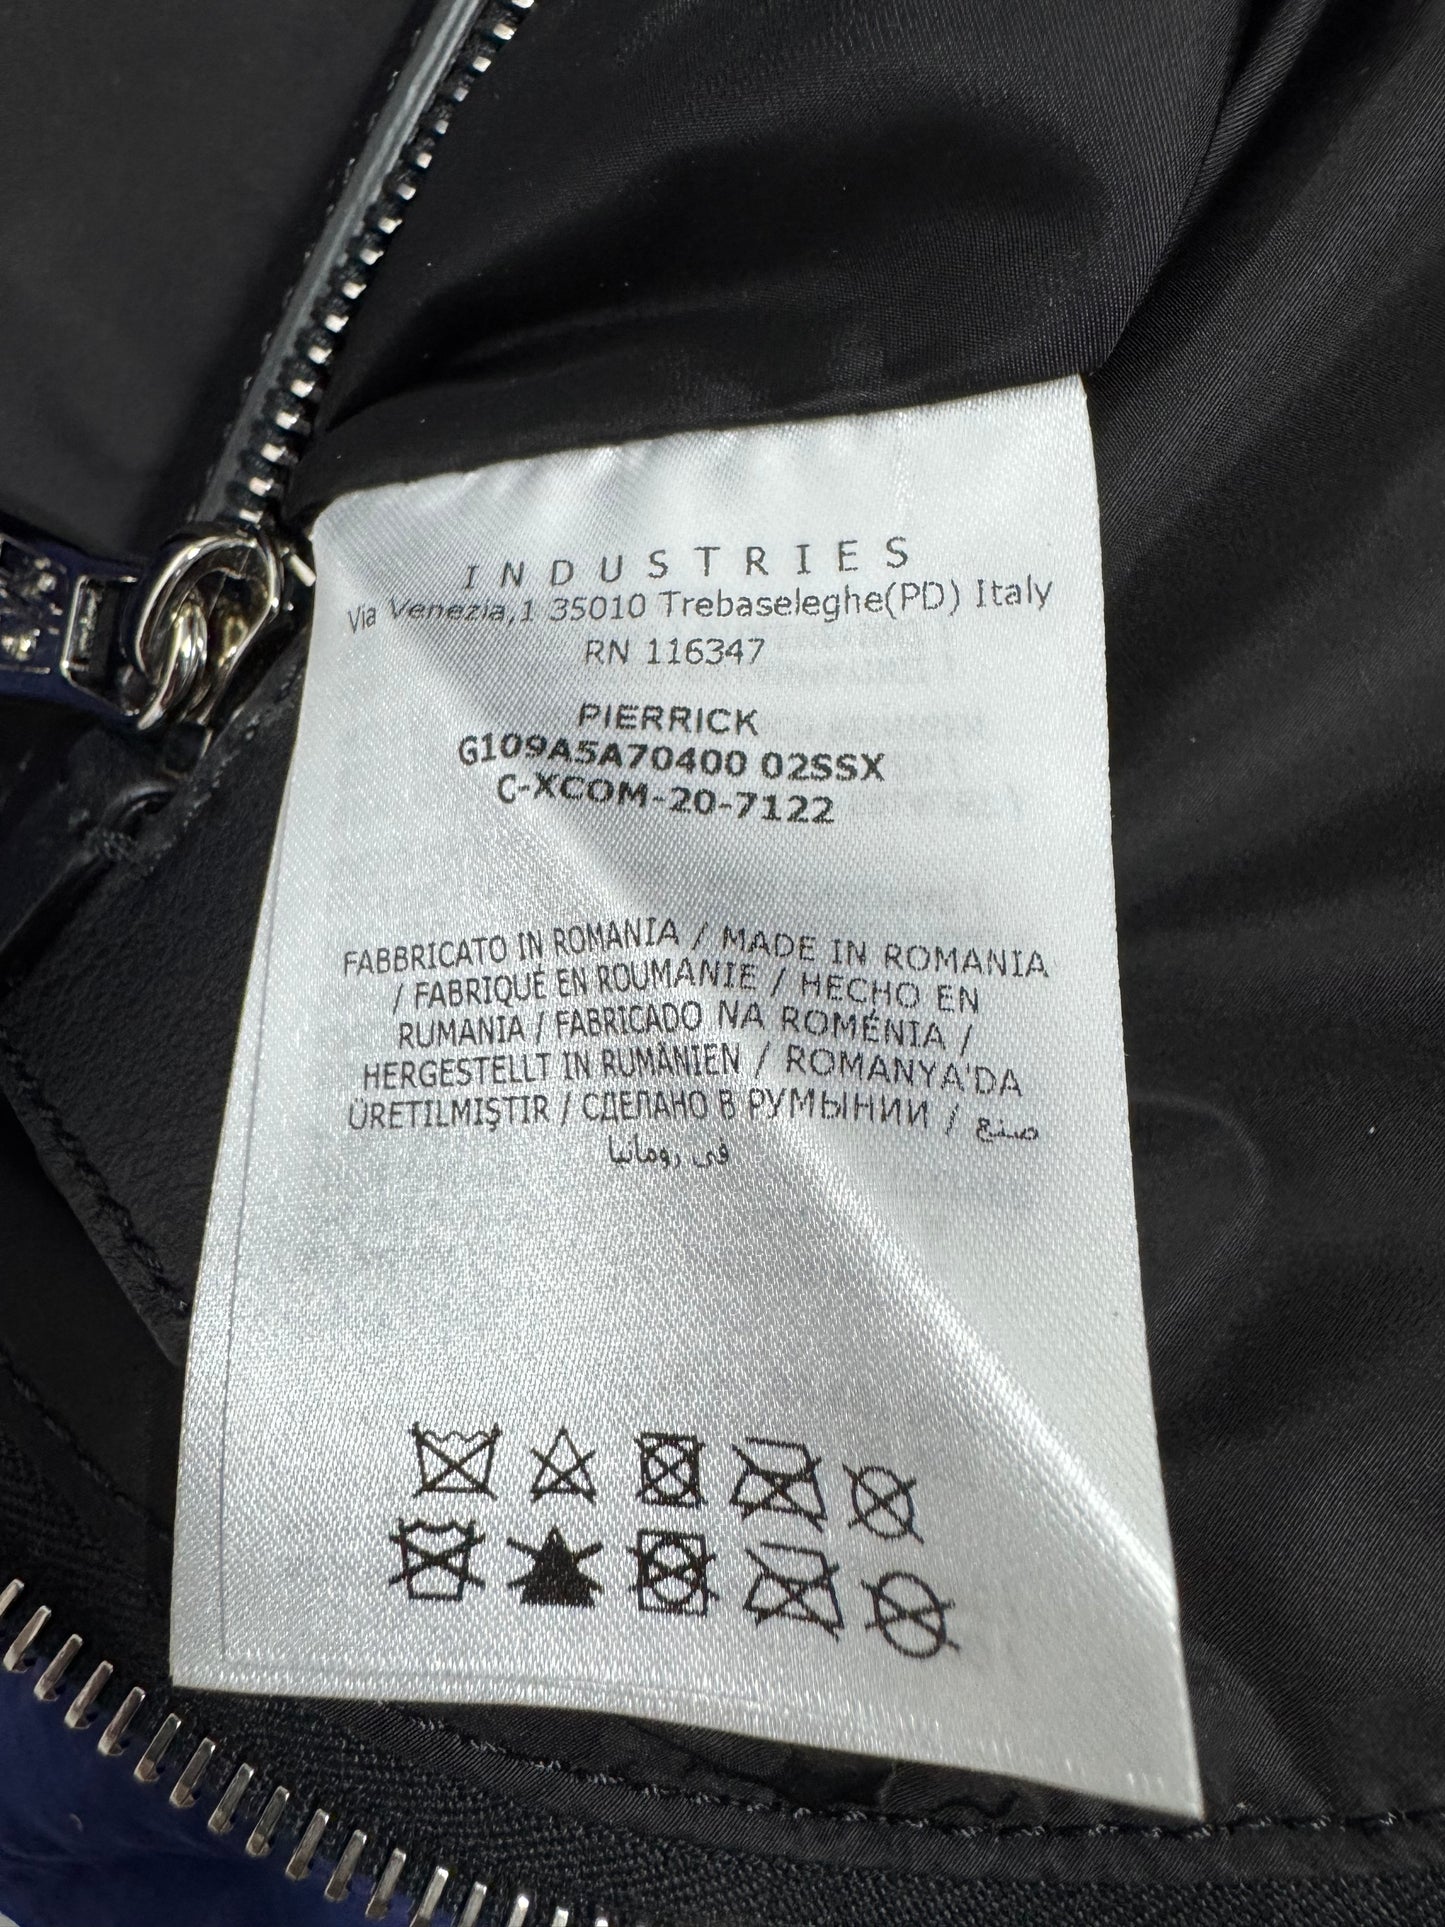 INDUSTRIES
Via Venezia,1 35010 Trebaseleghe(PD) Italy
RN 116347
PIERRICK
G109A5A70400 02SSX
C-XCOM-20-7122
FABBRICATO IN ROMANIA / MADE IN ROMANIA
/ FABRIQUÉ EN ROUMANIE / HECHO EN
RUMANIA / FABRICADO NA ROMÉNIA /
HERGESTELLT IN RUMÄNIEN / ROMANYA'DA
ÜRETILMIŞTIR / СДЕЛАНО В РУМЫНИИ / صنع
في رومانيا